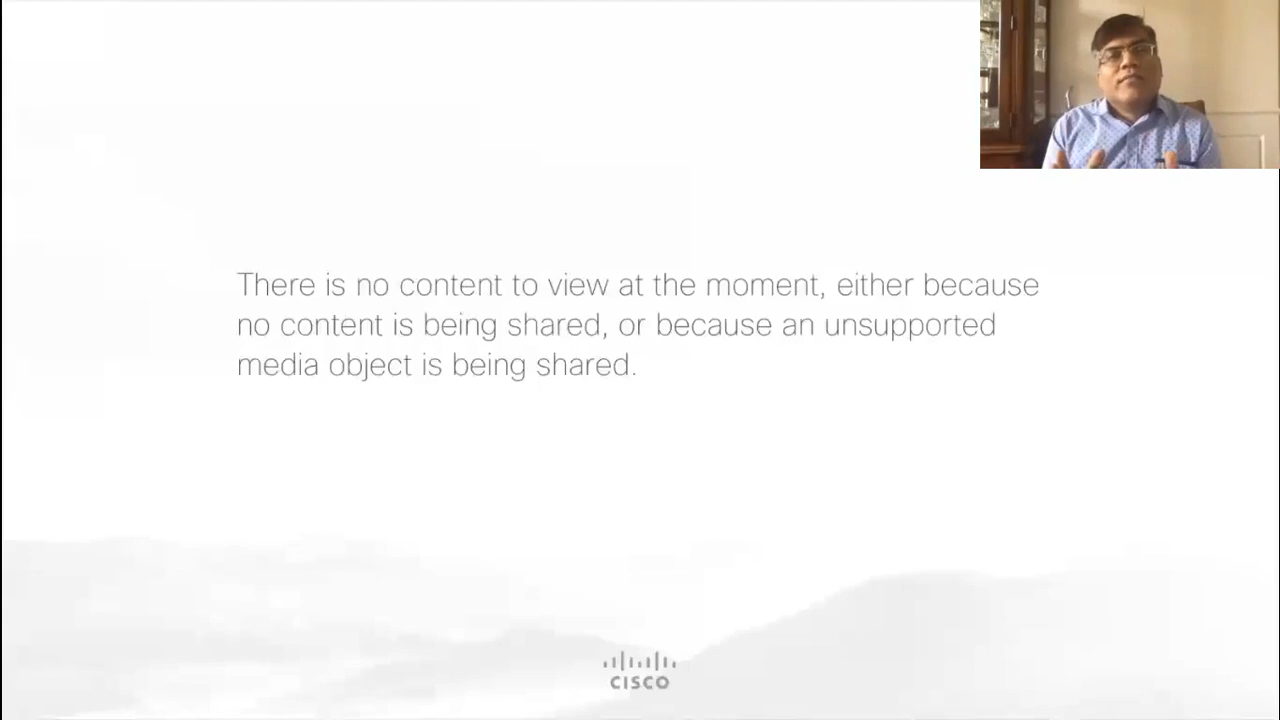 There is no content to view at the moment, either because
no content is being shared, or because an unsupported
media object is being shared.
CISCO